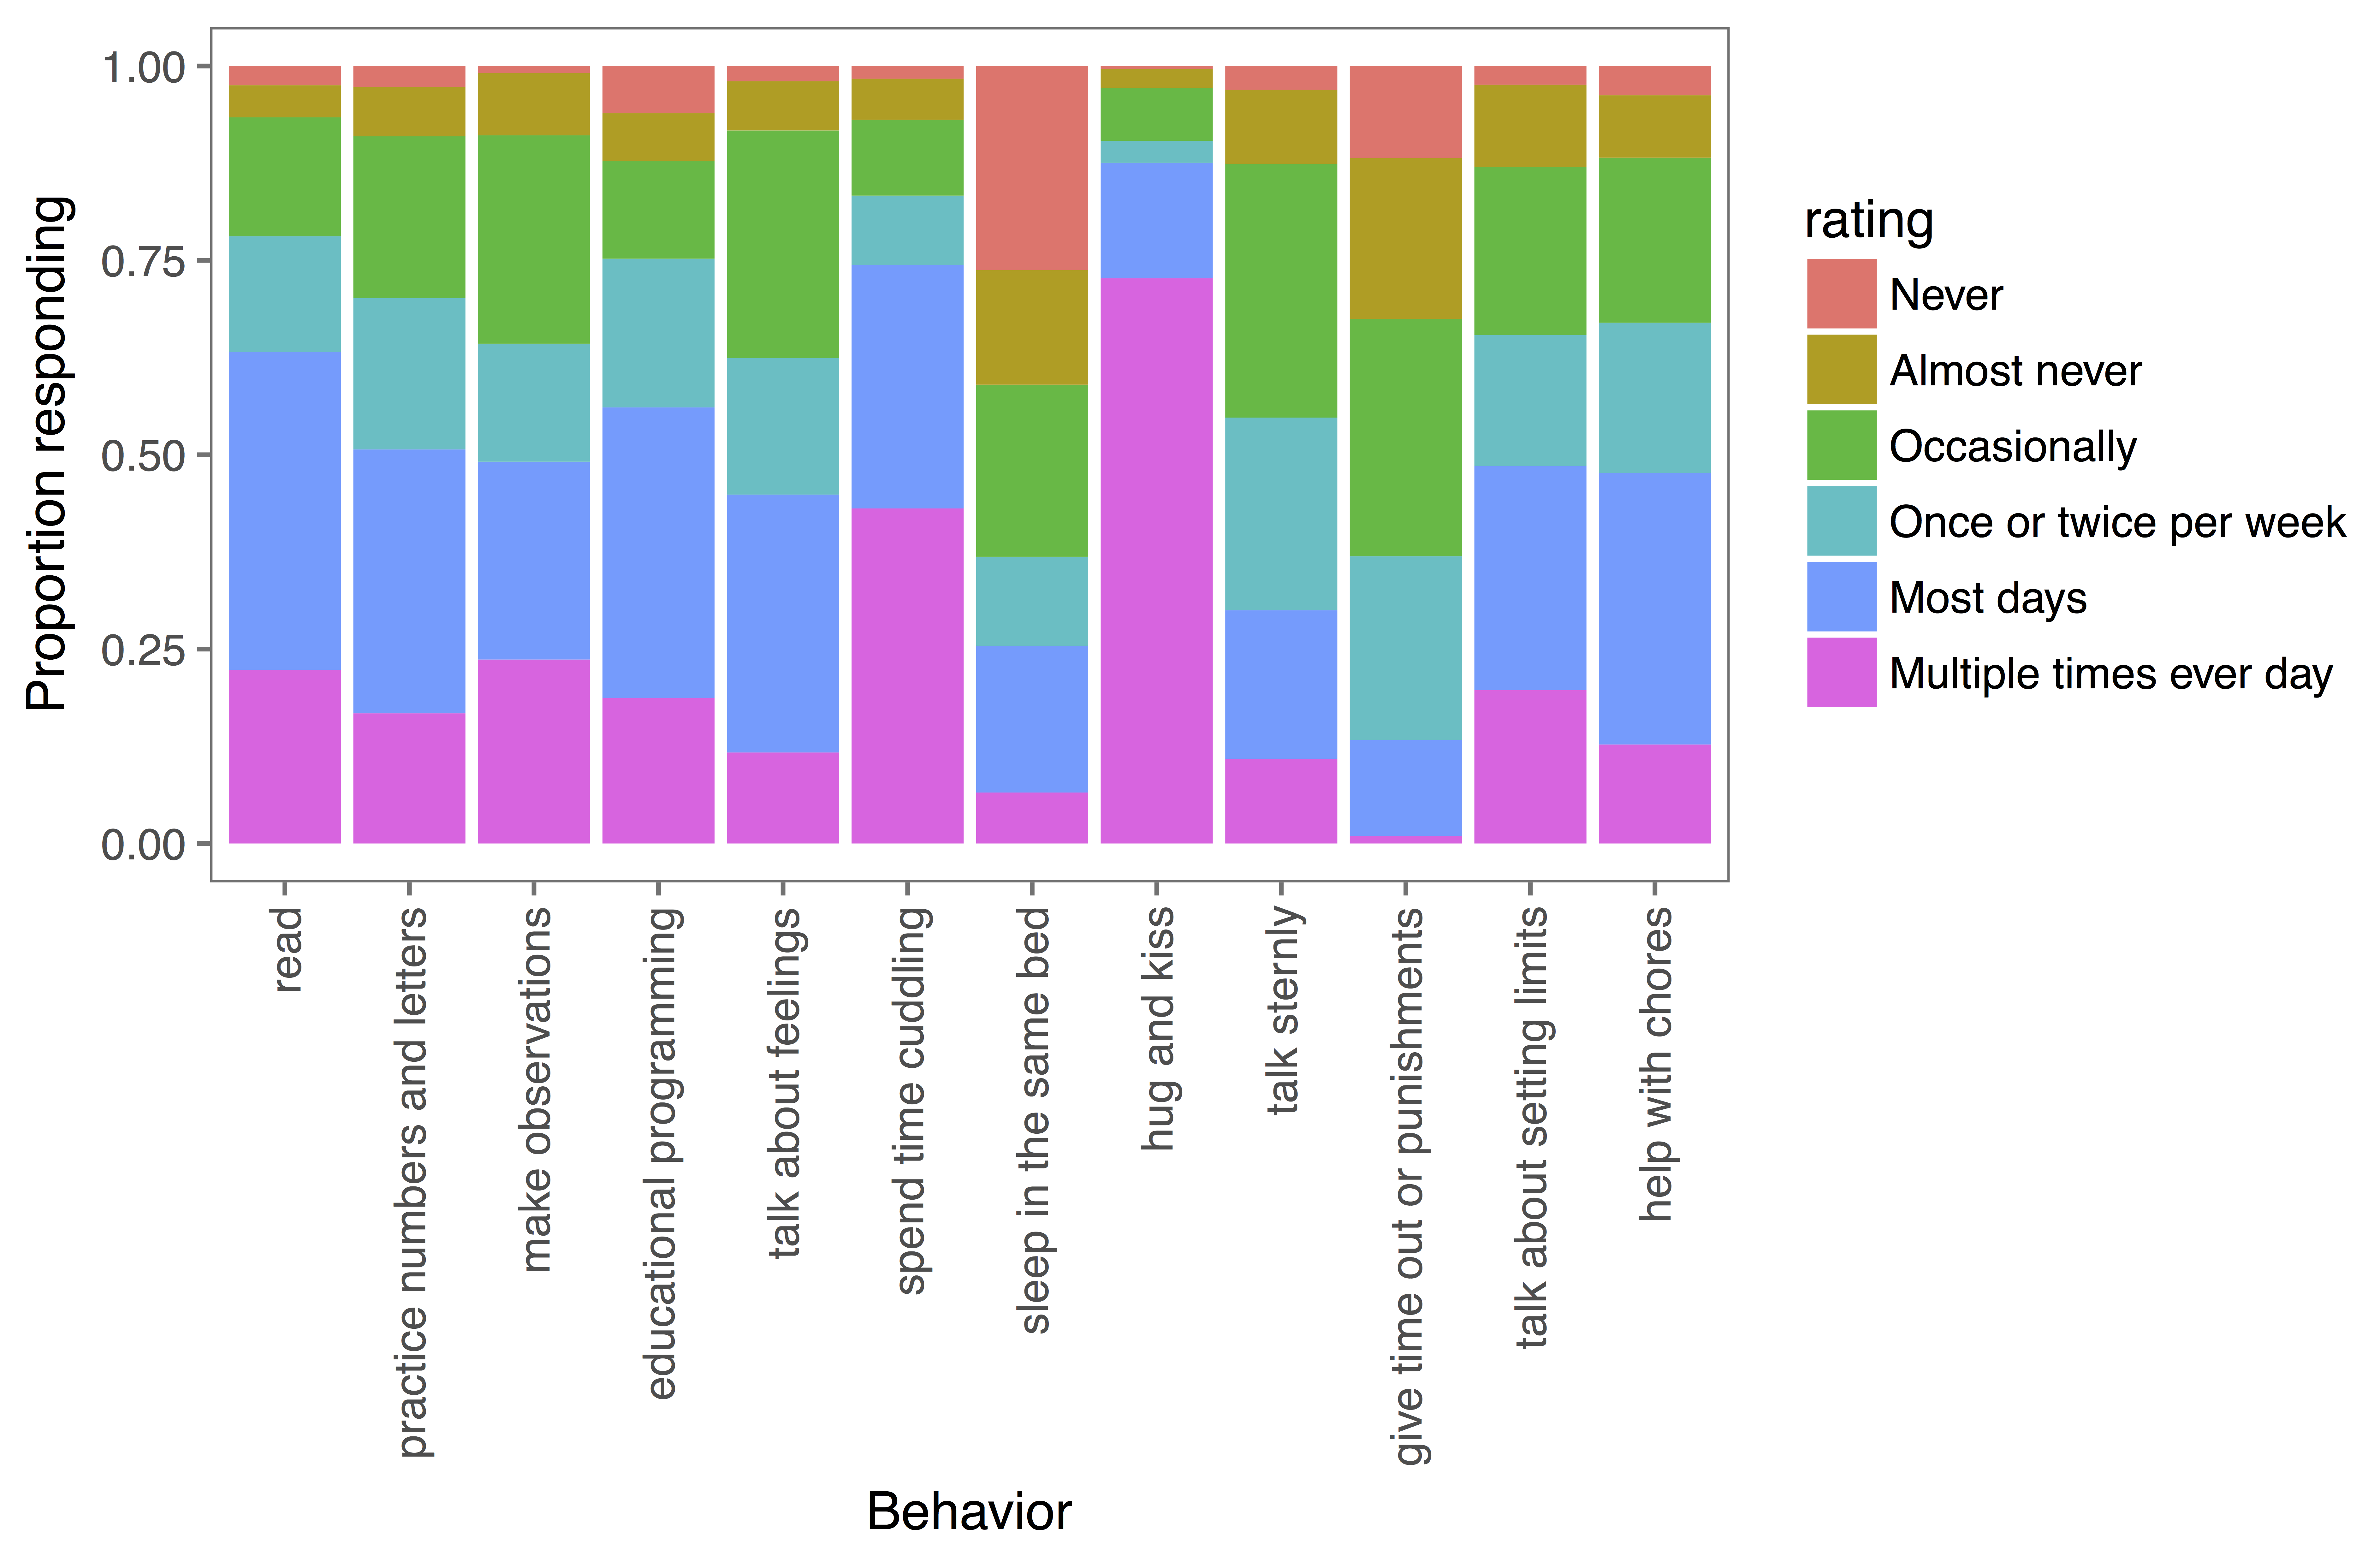 1.00
0.75
0.50
0.25
0.00
Proportion responding
read
practice numbers and letters
make observations
educational programming
talk about feelings
spend time cuddling
sleep in the same bed
hug and kiss
talk sternly
give time out or punishments
talk about setting limits
help with chores
Behavior
rating
Never
Almost never
Occasionally
Once or twice per week
Most days
Multiple times ever day